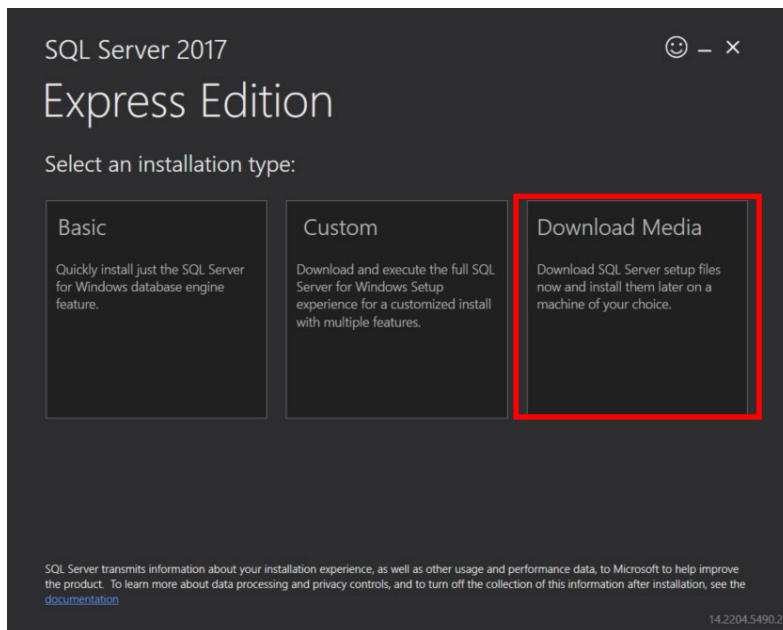 SQL Server 2017
Express Edition
Select an installation type:
Basic
Quickly install just the SQL Server
for Windows database engine
feature.
Custom
Download and execute the full SQL
Server for Windows Setup
experience for a customized install
with multiple features.
Download Media
Download SQL Server setup files
now and install them later on a
machine of your choice.
SQL Server transmits information about your installation experience, as well as other usage and performance data, to Microsoft to help improve
the product. To learn more about data processing and privacy controls, and to turn off the collection of this information after installation, see the
documentation
14.2204.5490.2